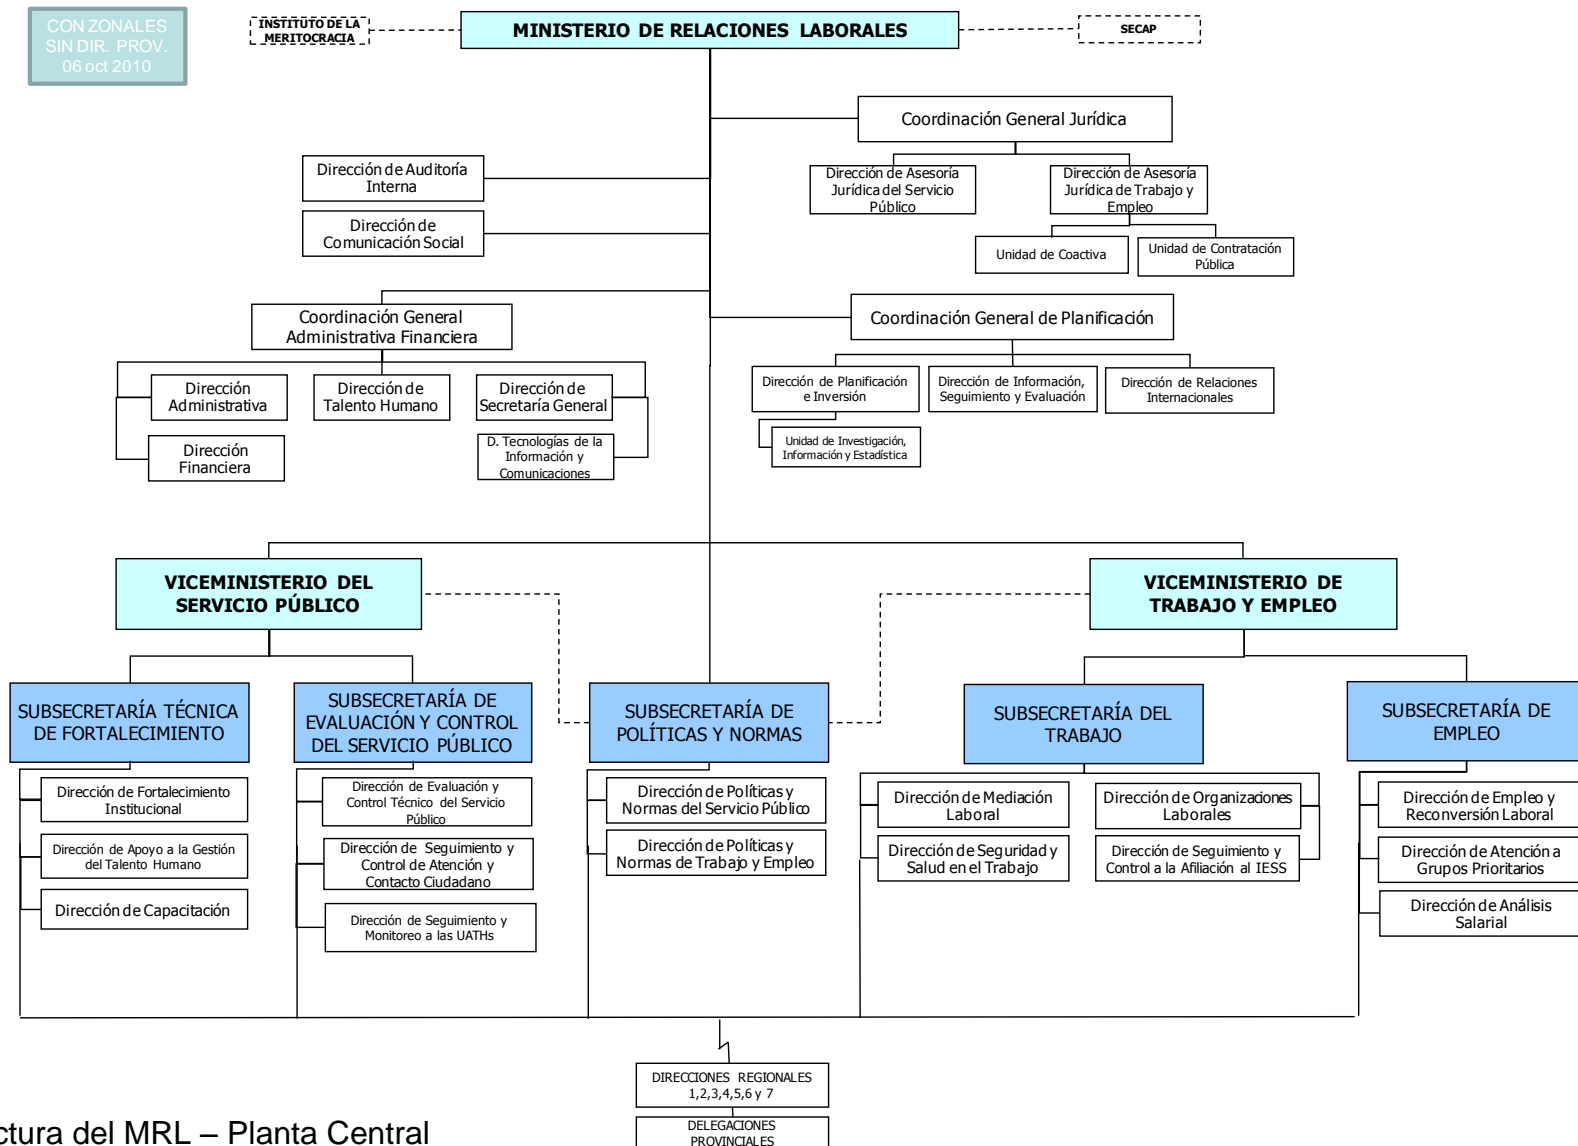 CON ZONALES
SIN DIR. PROV.
06 oct 2010
INSTITUTO DE LA
MERITOCRACIA
MINISTERIO DE RELACIONES LABORALES
SECAP
Coordinación General Jurídica
Dirección de Auditoría
Interna
Dirección de Asesoría
Jurídica del Servicio
Público
Dirección de Asesoría
Jurídica de Trabajo y
Empleo
Dirección de
Comunicación Social
Unidad de Coactiva
Unidad de Contratación
Pública
Coordinación General
Administrativa Financiera
Coordinación General de Planificación
Dirección
Administrativa
Dirección de
Talento Humano
Dirección de
Secretaría General
Dirección de Planificación
e Inversión
Dirección de Información,
Seguimiento y Evaluación
Dirección de Relaciones
Internacionales
Dirección
Financiera
D. Tecnologías de la
Información y
Comunicaciones
Unidad de Investigación,
Información y Estadística
VICEMINISTERIO DEL
SERVICIO PÚBLICO
VICEMINISTERIO DE
TRABAJO Y EMPLEO
SUBSECRETARÍA TÉCNICA
DE FORTALECIMIENTO
SUBSECRETARÍA DE
EVALUACIÓN Y CONTROL
DEL SERVICIO PÚBLICO
SUBSECRETARÍA DE
POLÍTICAS Y NORMAS
SUBSECRETARÍA DEL
TRABAJO
SUBSECRETARÍA DE
EMPLEO
Dirección de Fortalecimiento
Institucional
Dirección de Apoyo a la Gestión
del Talento Humano
Dirección de Capacitación
Dirección de Evaluación y
Control Técnico del Servicio
Público
Dirección de Seguimiento y
Control de Atención y
Contacto Ciudadano
Dirección de Seguimiento y
Monitoreo a las UATHs
Dirección de Políticas y
Normas del Servicio Público
Dirección de Políticas y
Normas de Trabajo y Empleo
Dirección de Mediación
Laboral
Dirección de Organizaciones
Laborales
Dirección de Seguridad y
Salud en el Trabajo
Dirección de Seguimiento y
Control a la Afiliación al IESS
Dirección de Empleo y
Reconversión Laboral
Dirección de Atención a
Grupos Prioritarios
Dirección de Análisis
Salarial
DIRECCIONES REGIONALES
1,2,3,4,5,6 y 7
DELEGACIONES
PROVINCIALES
ctura del MRL – Planta Central